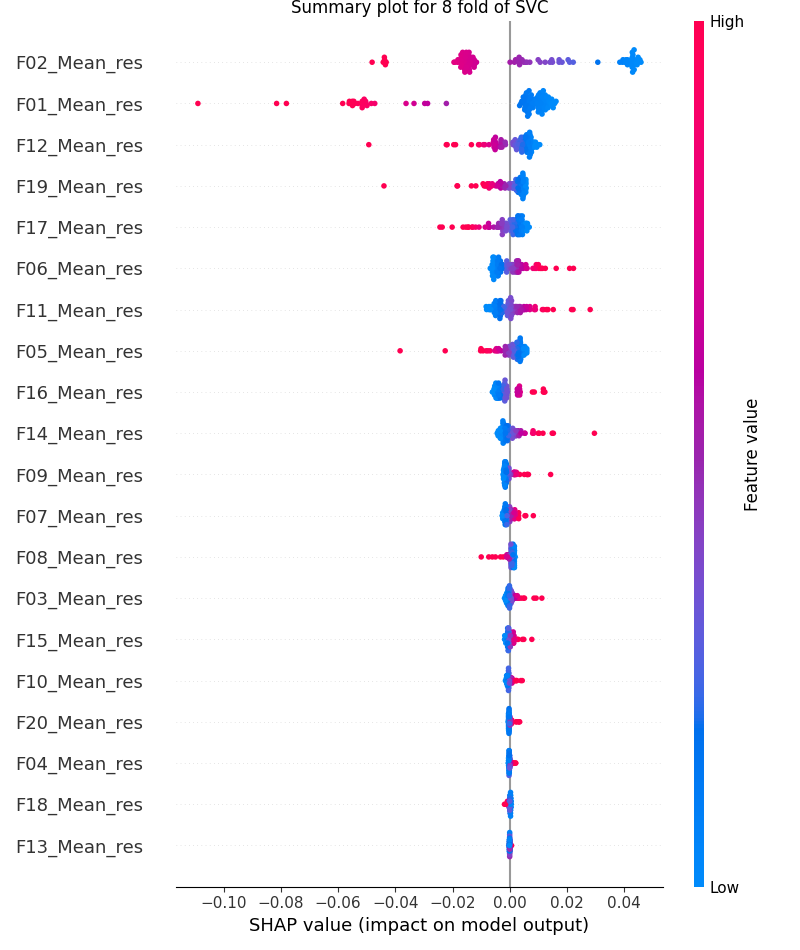 Summary plot for 8 fold of SVC
High
F02_Mean_res
F01_Mean_res
F12_Mean_res
F19_Mean_res
F17_Mean_res
F06_Mean_res
F11_Mean_res
F05_Mean_res
F16_Mean_res
F14_Mean_res
F09_Mean_res
F07_Mean_res
F08_Mean_res
F03_Mean_res
F15_Mean_res
F10_Mean_res
F20_Mean_res
F04_Mean_res
F18_Mean_res
F13_Mean_res
Feature value
Low
−0.10 −0.08 −0.06 −0.04 −0.02 0.00 0.02 0.04
SHAP value (impact on model output)